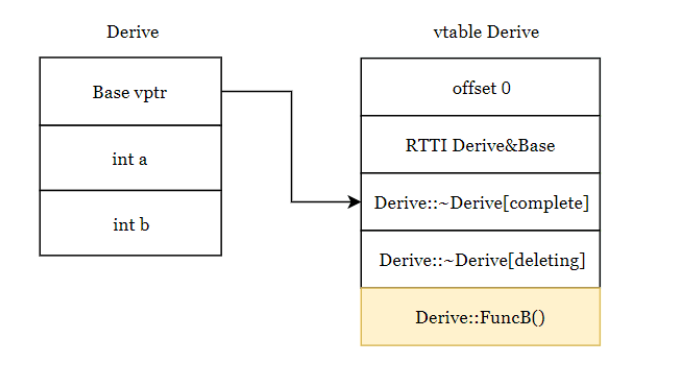 Derive
vtable Derive
Base vptr
int a
int b
offset 0
RTTI Derive&Base
Derive::~Derive[complete]
Derive::~Derive[deleting]
Derive::FuncB()